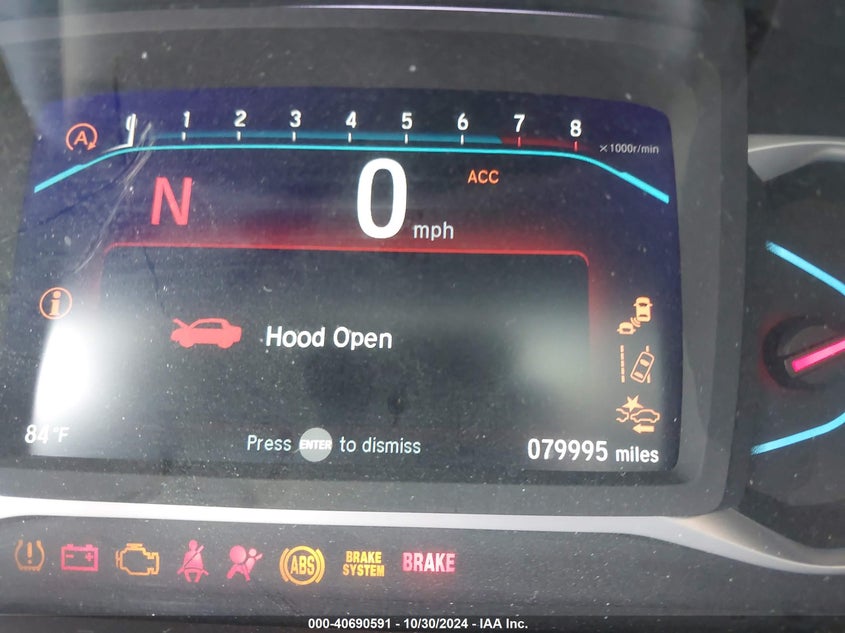 A
0 1 2 3 4 5 6 7 8
×1000r/min
N 0 mph
ACC
i
Hood Open
84°F
Press ENTER to dismiss
079995 miles
ABS
BRAKE SYSTEM
BRAKE
000-40690591 - 10/30/2024 - IAA Inc.